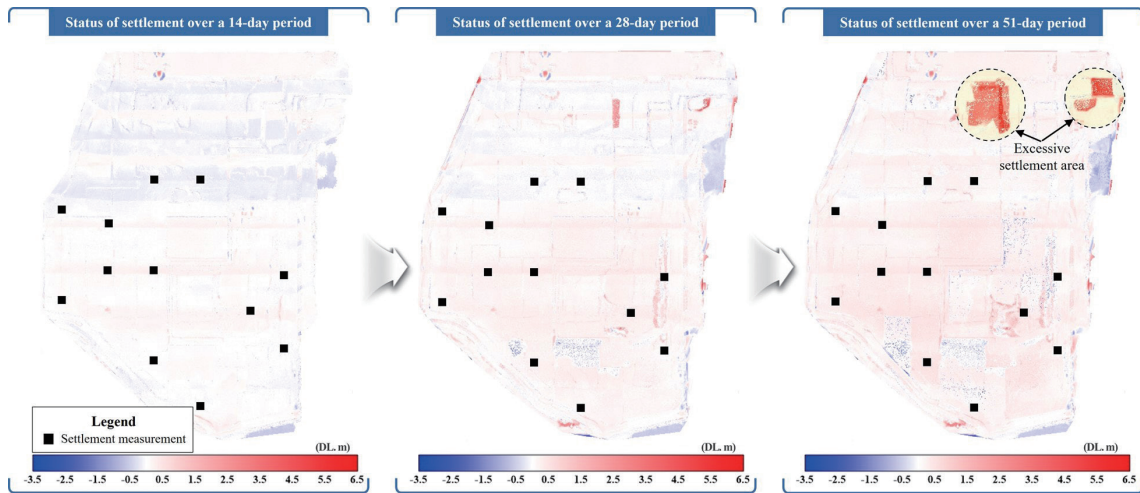 Status of settlement over a 14-day period
Status of settlement over a 28-day period
Status of settlement over a 51-day period
Excessive
settlement area
Legend
Settlement measurement
(DL. m)
-3.5 -2.5 -1.5 -0.5 0.5 1.5 2.5 3.5 4.5 5.5 6.5
(DL. m)
-3.5 -2.5 -1.5 -0.5 0.5 1.5 2.5 3.5 4.5 5.5 6.5
(DL. m)
-3.5 -2.5 -1.5 -0.5 0.5 1.5 2.5 3.5 4.5 5.5 6.5